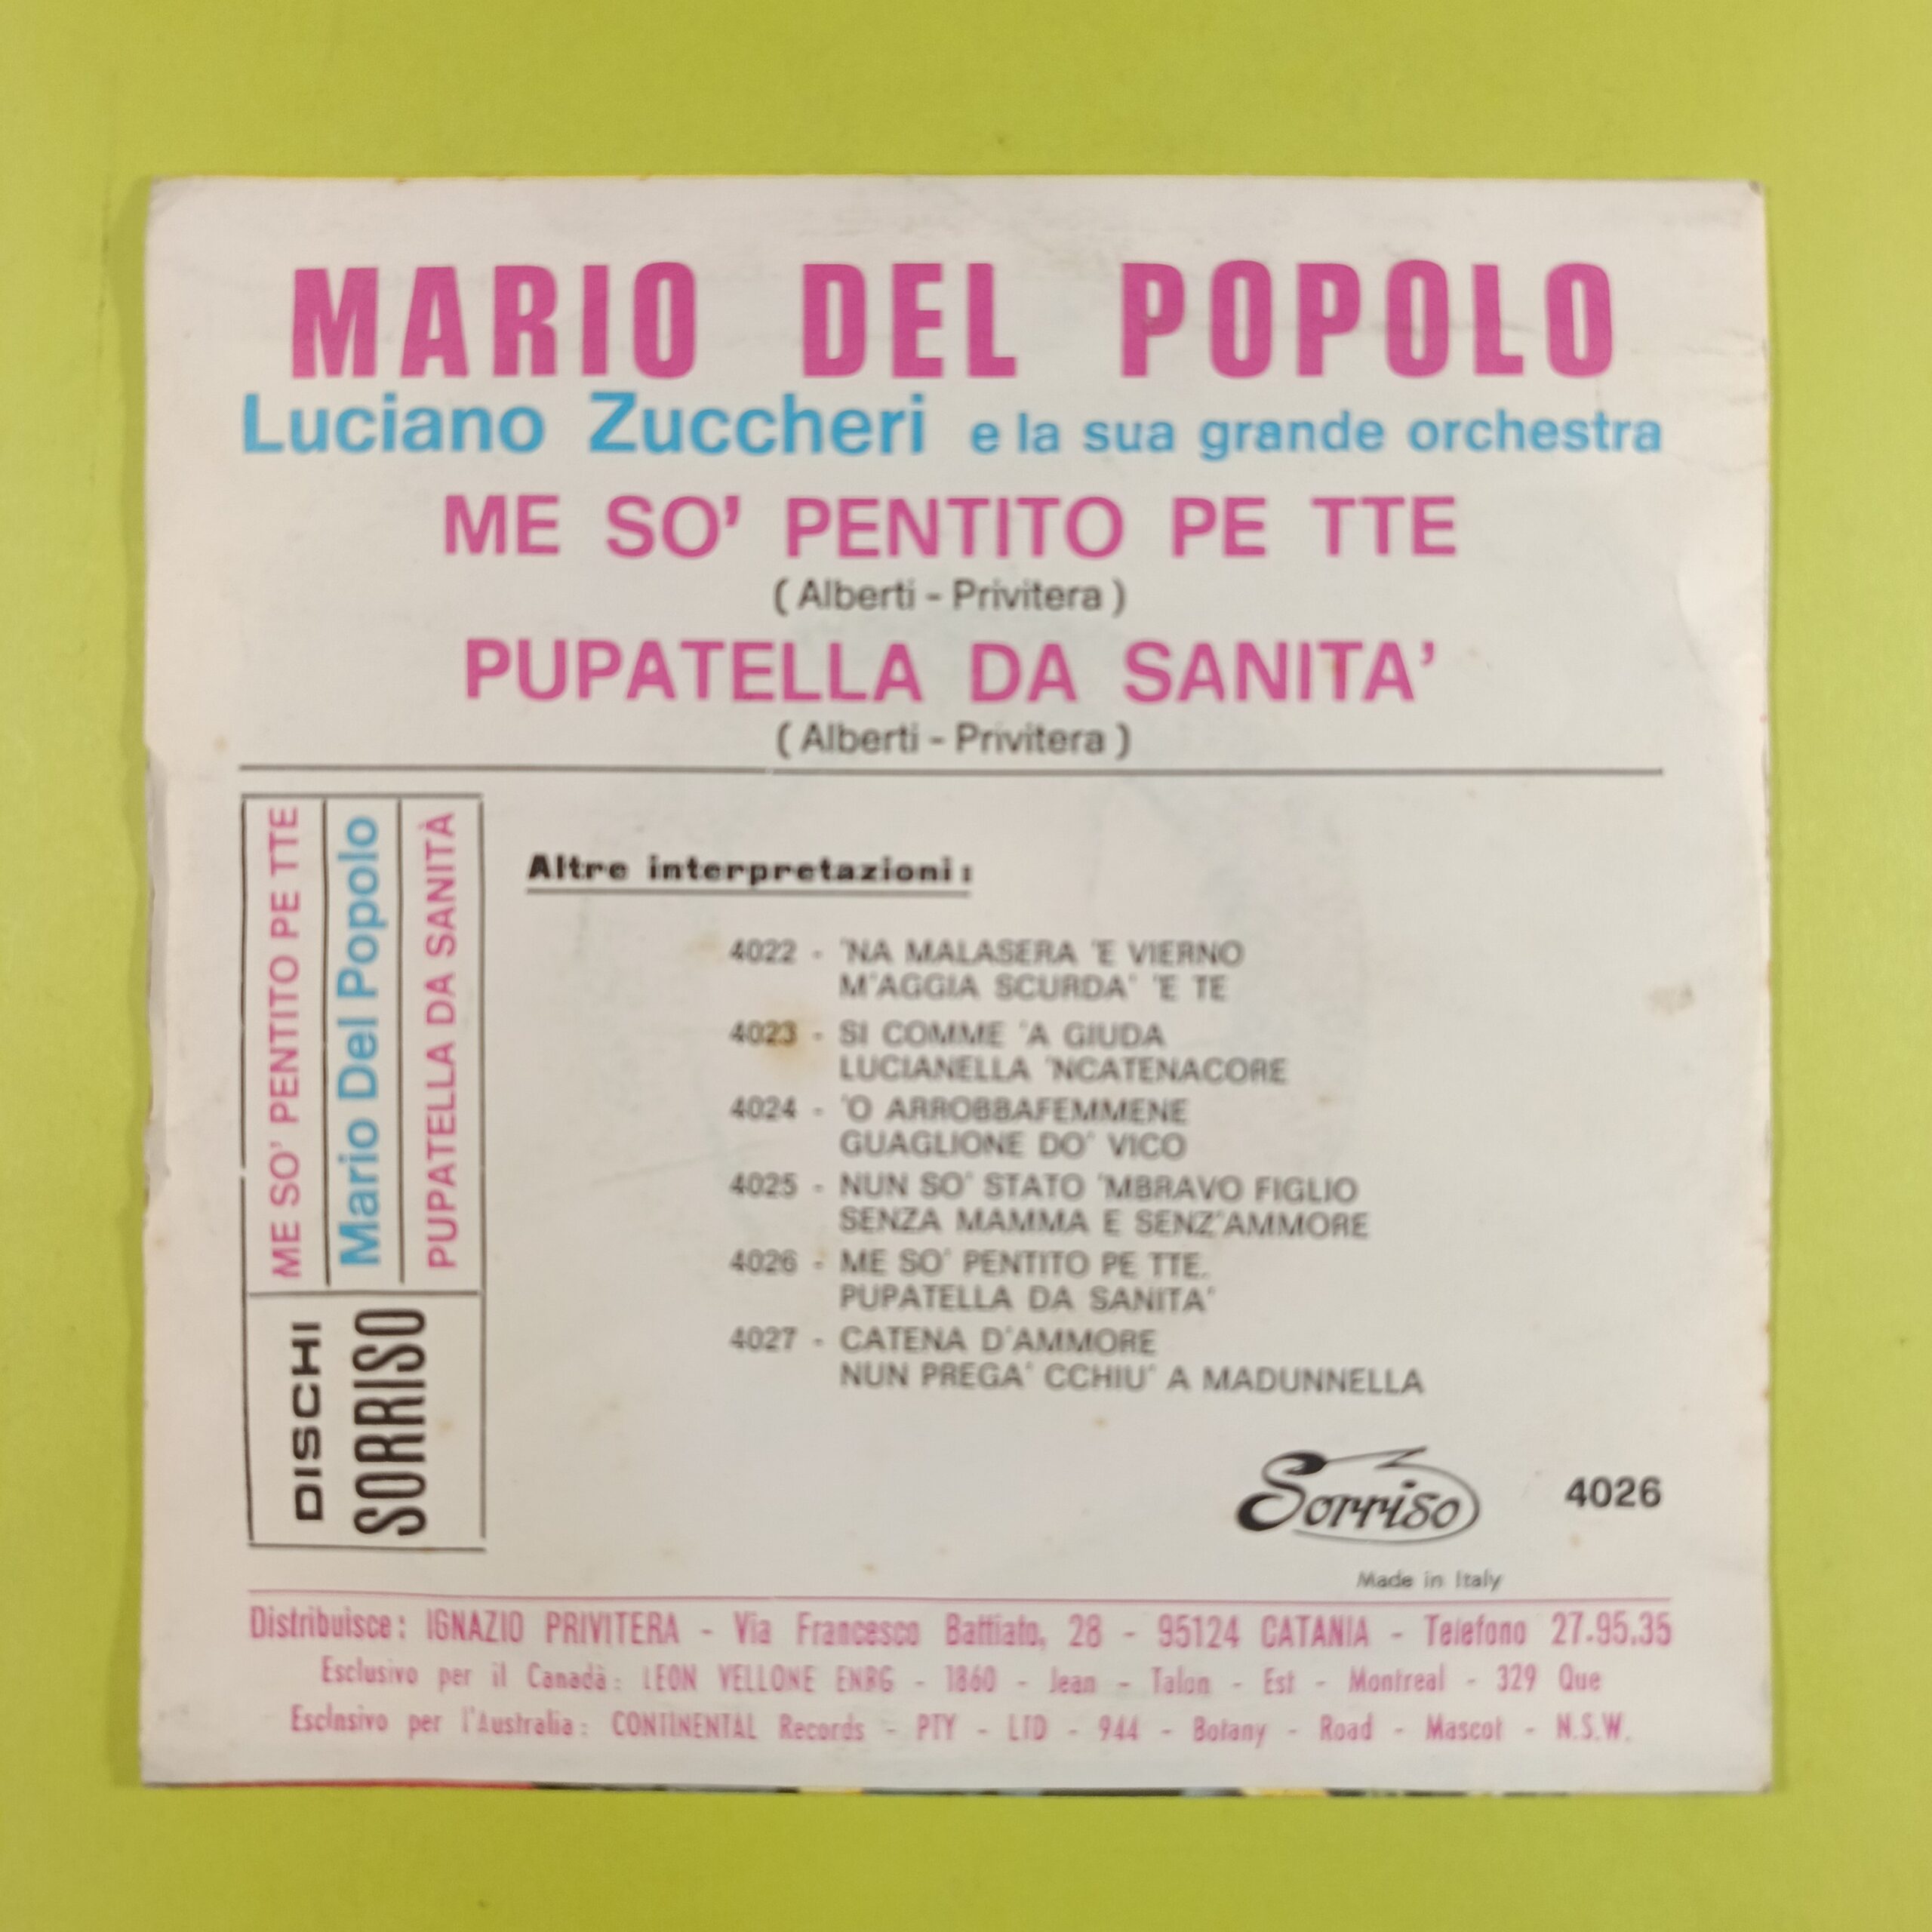 MARIO DEL POPOLO
Luciano Zuccheri e la sua grande orchestra
ME SO' PENTITO PE TTE
( Alberti - Privitera )
PUPATELLA DA SANITA'
( Alberti - Privitera )
ME SO' PENTITO PE TTE
Mario Del Popolo
PUPATELLA DA SANITÀ
DISCHI
SORRISO
Altre interpretazioni:
4022 - 'NA MALASERA 'E VIERNO
M'AGGIA SCURDA' 'E TE
4023 - SI COMME 'A GIUDA
LUCIANELLA 'NCATENACORE
4024 - 'O ARROBBAFEMMENE
GUAGLIONE DO' VICO
4025 - NUN SO' STATO 'MBRAVO FIGLIO
SENZA MAMMA E SENZ'AMMORE
4026 - ME SO' PENTITO PE TTE.
PUPATELLA DA SANITA'
4027 - CATENA D'AMMORE
NUN PREGA' CCHIU' A MADUNNELLA
Sorriso 4026
Made in Italy
Distribuisce: IGNAZIO PRIVITERA - Via Francesco Battiato, 28 - 95124 CATANIA - Telefono 27.95.35
Esclusivo per il Canadà: LEON VELLONE ENRG - 1860 - Jean - Talon - Est - Montreal - 329 Que
Esclnsivo per l'Australia: CONTINENTAL Records - PTY - LTD - 944 - Botany - Road - Mascot - N.S.W.